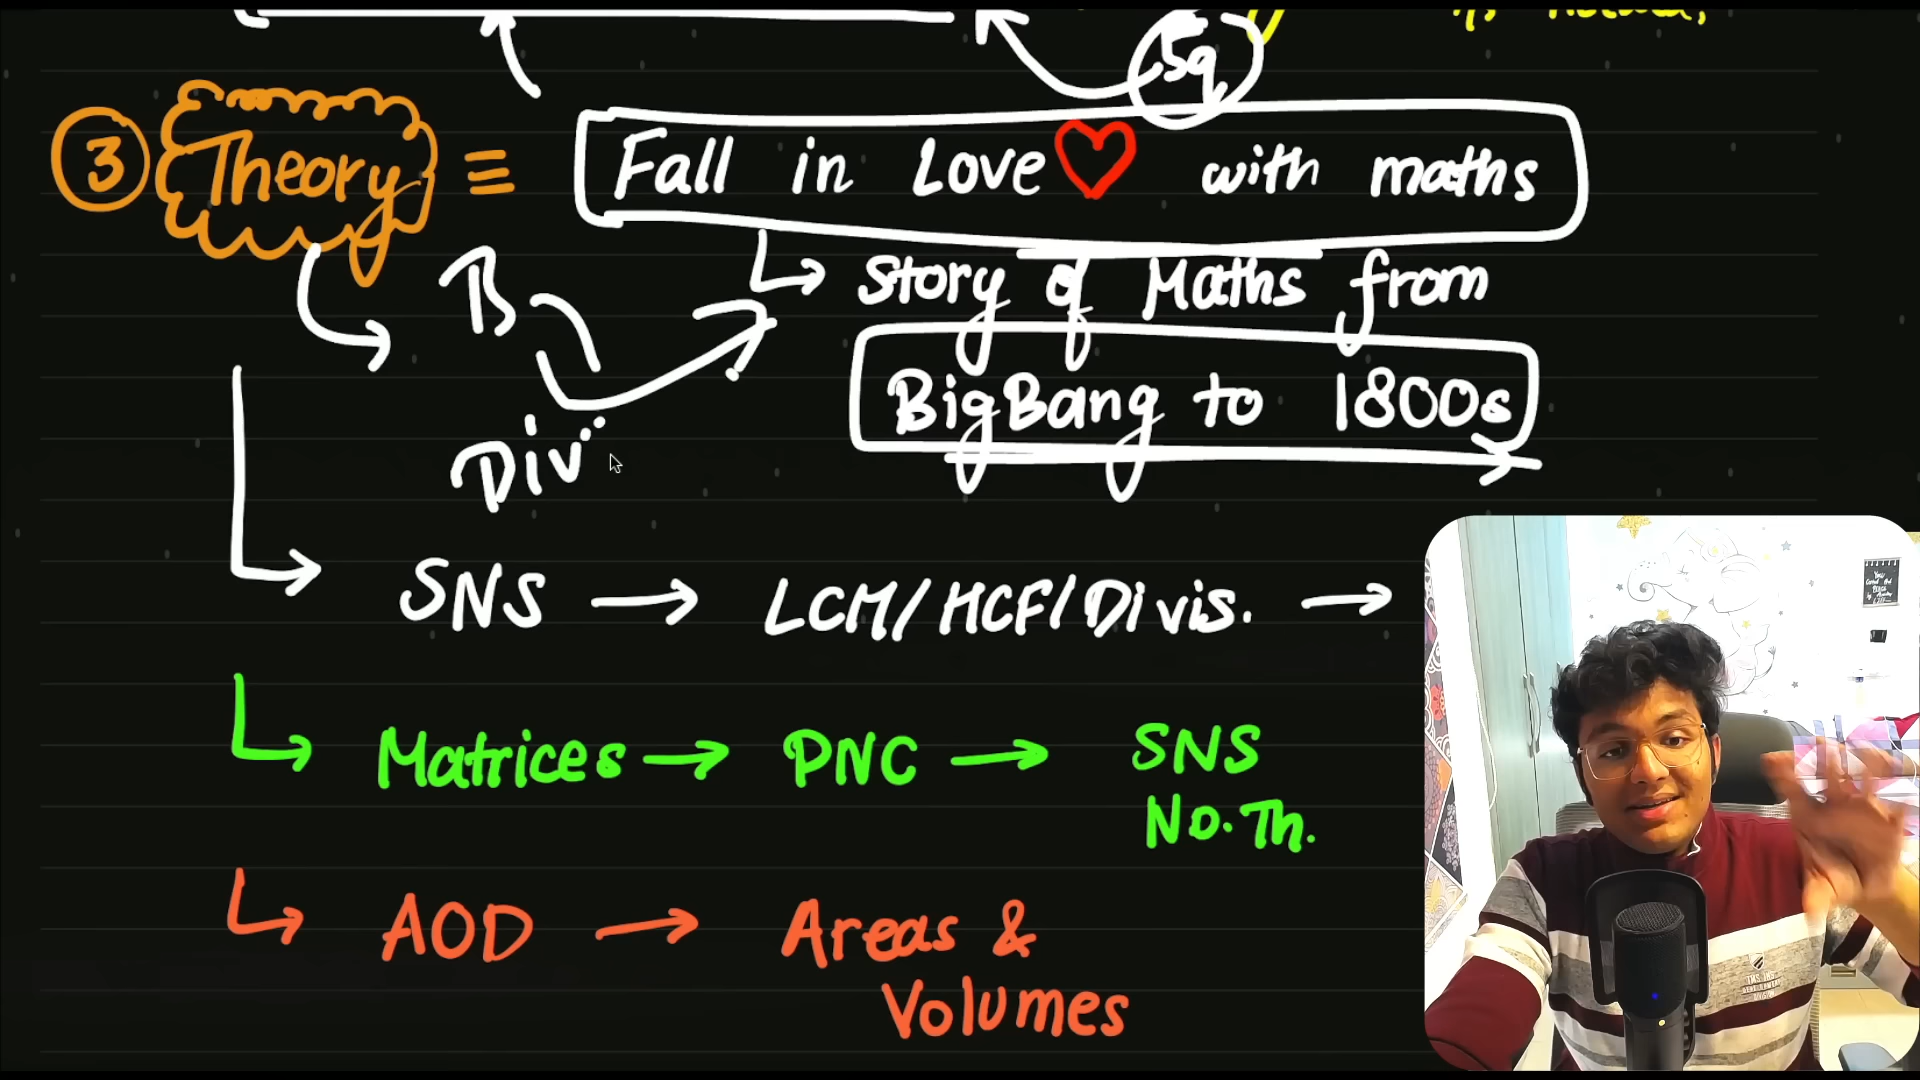 5q
③ Theory ≡ Fall in Love ❤ with maths
Story of Maths from
B
BigBang to 1800s
Div
SNS → LCM/HCF/Divis. →
Matrices → PNC → SNS
No.Th.
AOD → Areas &
Volumes